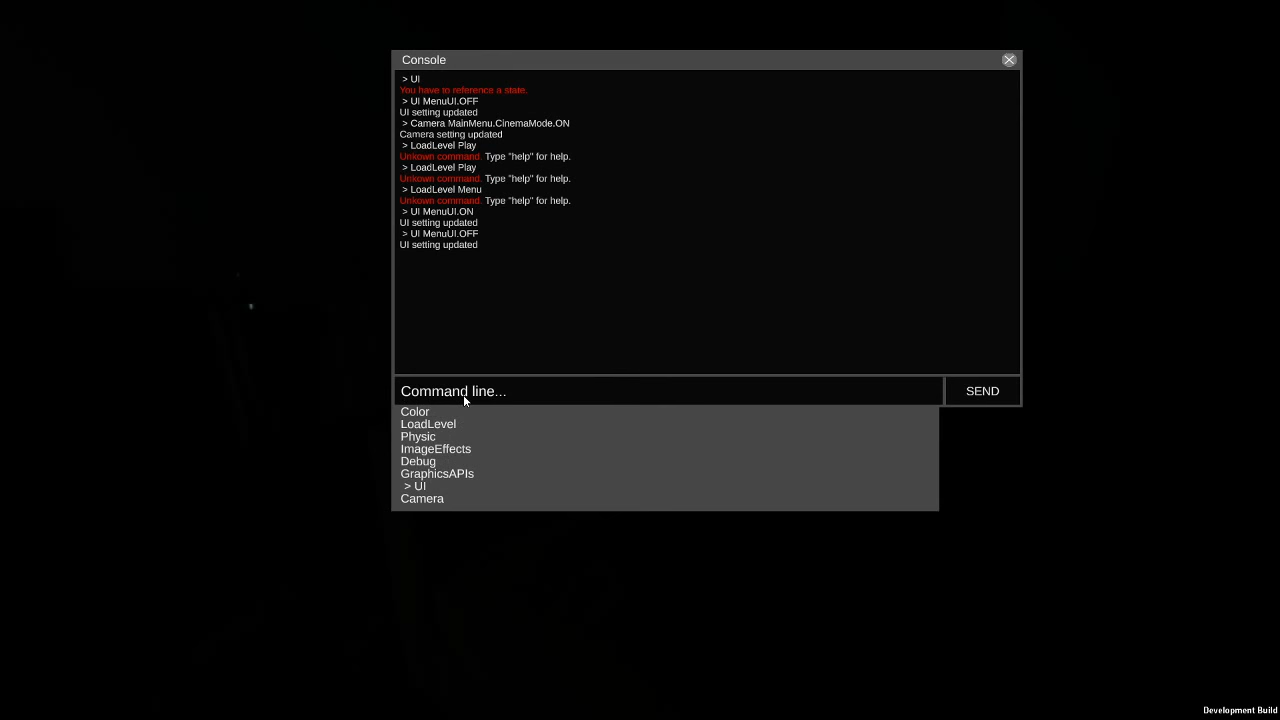 Console
> UI
You have to reference a state.
> UI MenuUI.OFF
UI setting updated
> Camera MainMenu.CinemaMode.ON
Camera setting updated
> LoadLevel Play
Unkown command. Type "help" for help.
> LoadLevel Play
Unkown command. Type "help" for help.
> LoadLevel Menu
Unkown command. Type "help" for help.
> UI MenuUI.ON
UI setting updated
> UI MenuUI.OFF
UI setting updated
Command line... SEND
Color
LoadLevel
Physic
ImageEffects
Debug
GraphicsAPIs
> UI
Camera
Development Build